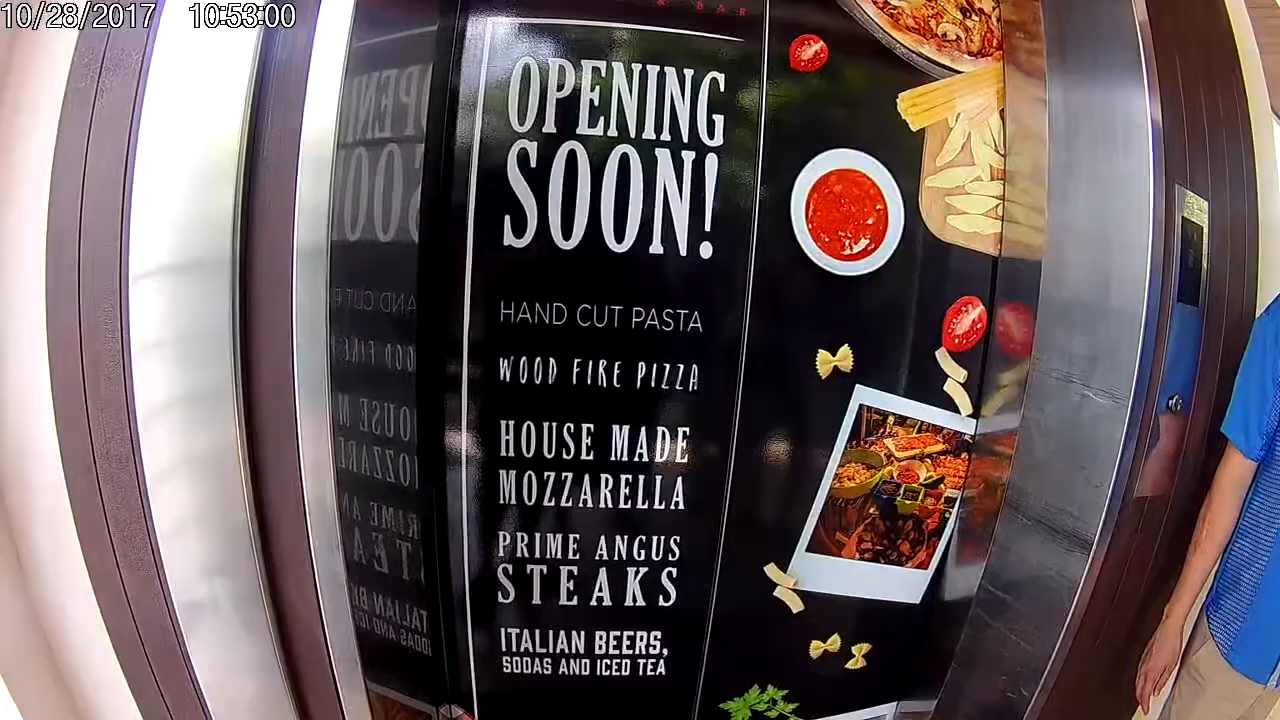 10/28/2017 10:53:00
& BAR
OPENING
SOON!
HAND CUT PASTA
WOOD FIRE PIZZA
HOUSE MADE
MOZZARELLA
PRIME ANGUS
STEAKS
ITALIAN BEERS,
SODAS AND ICED TEA